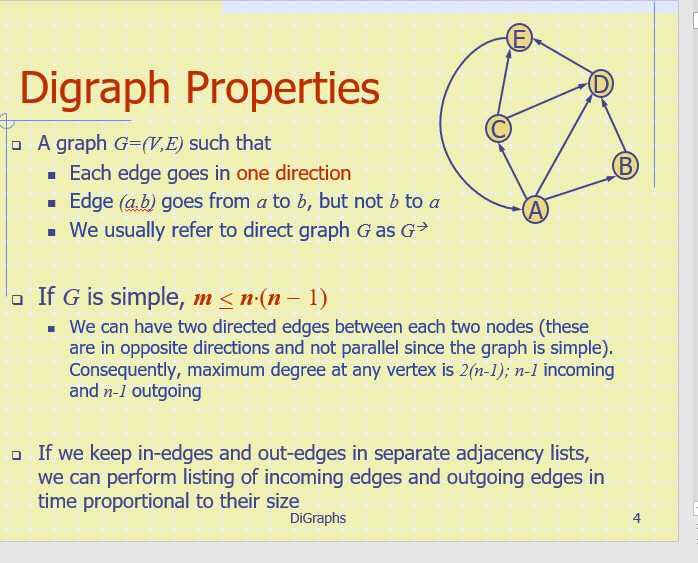 Digraph Properties
A graph G=(V,E) such that
Each edge goes in one direction
Edge (a,b) goes from a to b, but not b to a
We usually refer to direct graph G as G→
If G is simple, m ≤ n·(n − 1)
We can have two directed edges between each two nodes (these
are in opposite directions and not parallel since the graph is simple).
Consequently, maximum degree at any vertex is 2(n-1); n-1 incoming
and n-1 outgoing
If we keep in-edges and out-edges in separate adjacency lists,
we can perform listing of incoming edges and outgoing edges in
time proportional to their size
E
D
C
B
A
DiGraphs
4